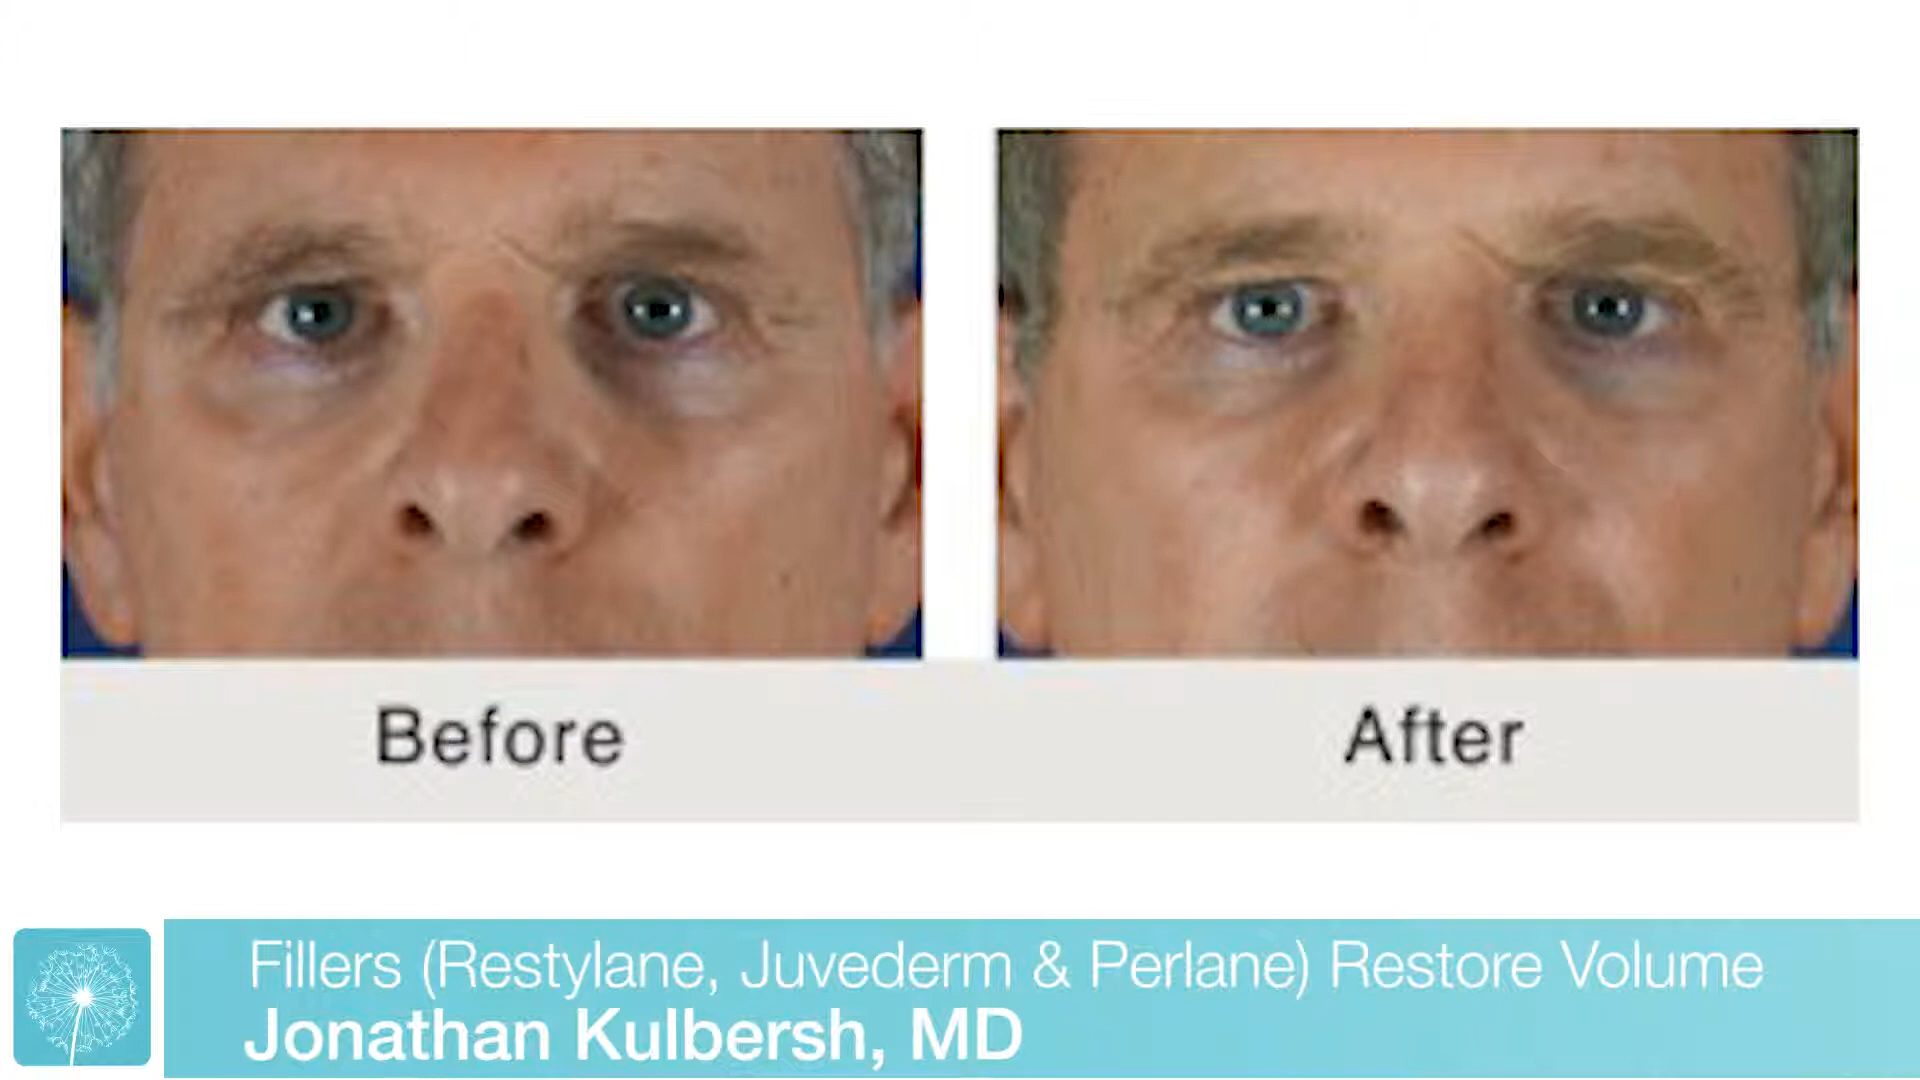 Before
After
Fillers (Restylane, Juvederm & Perlane) Restore Volume
Jonathan Kulbersh, MD